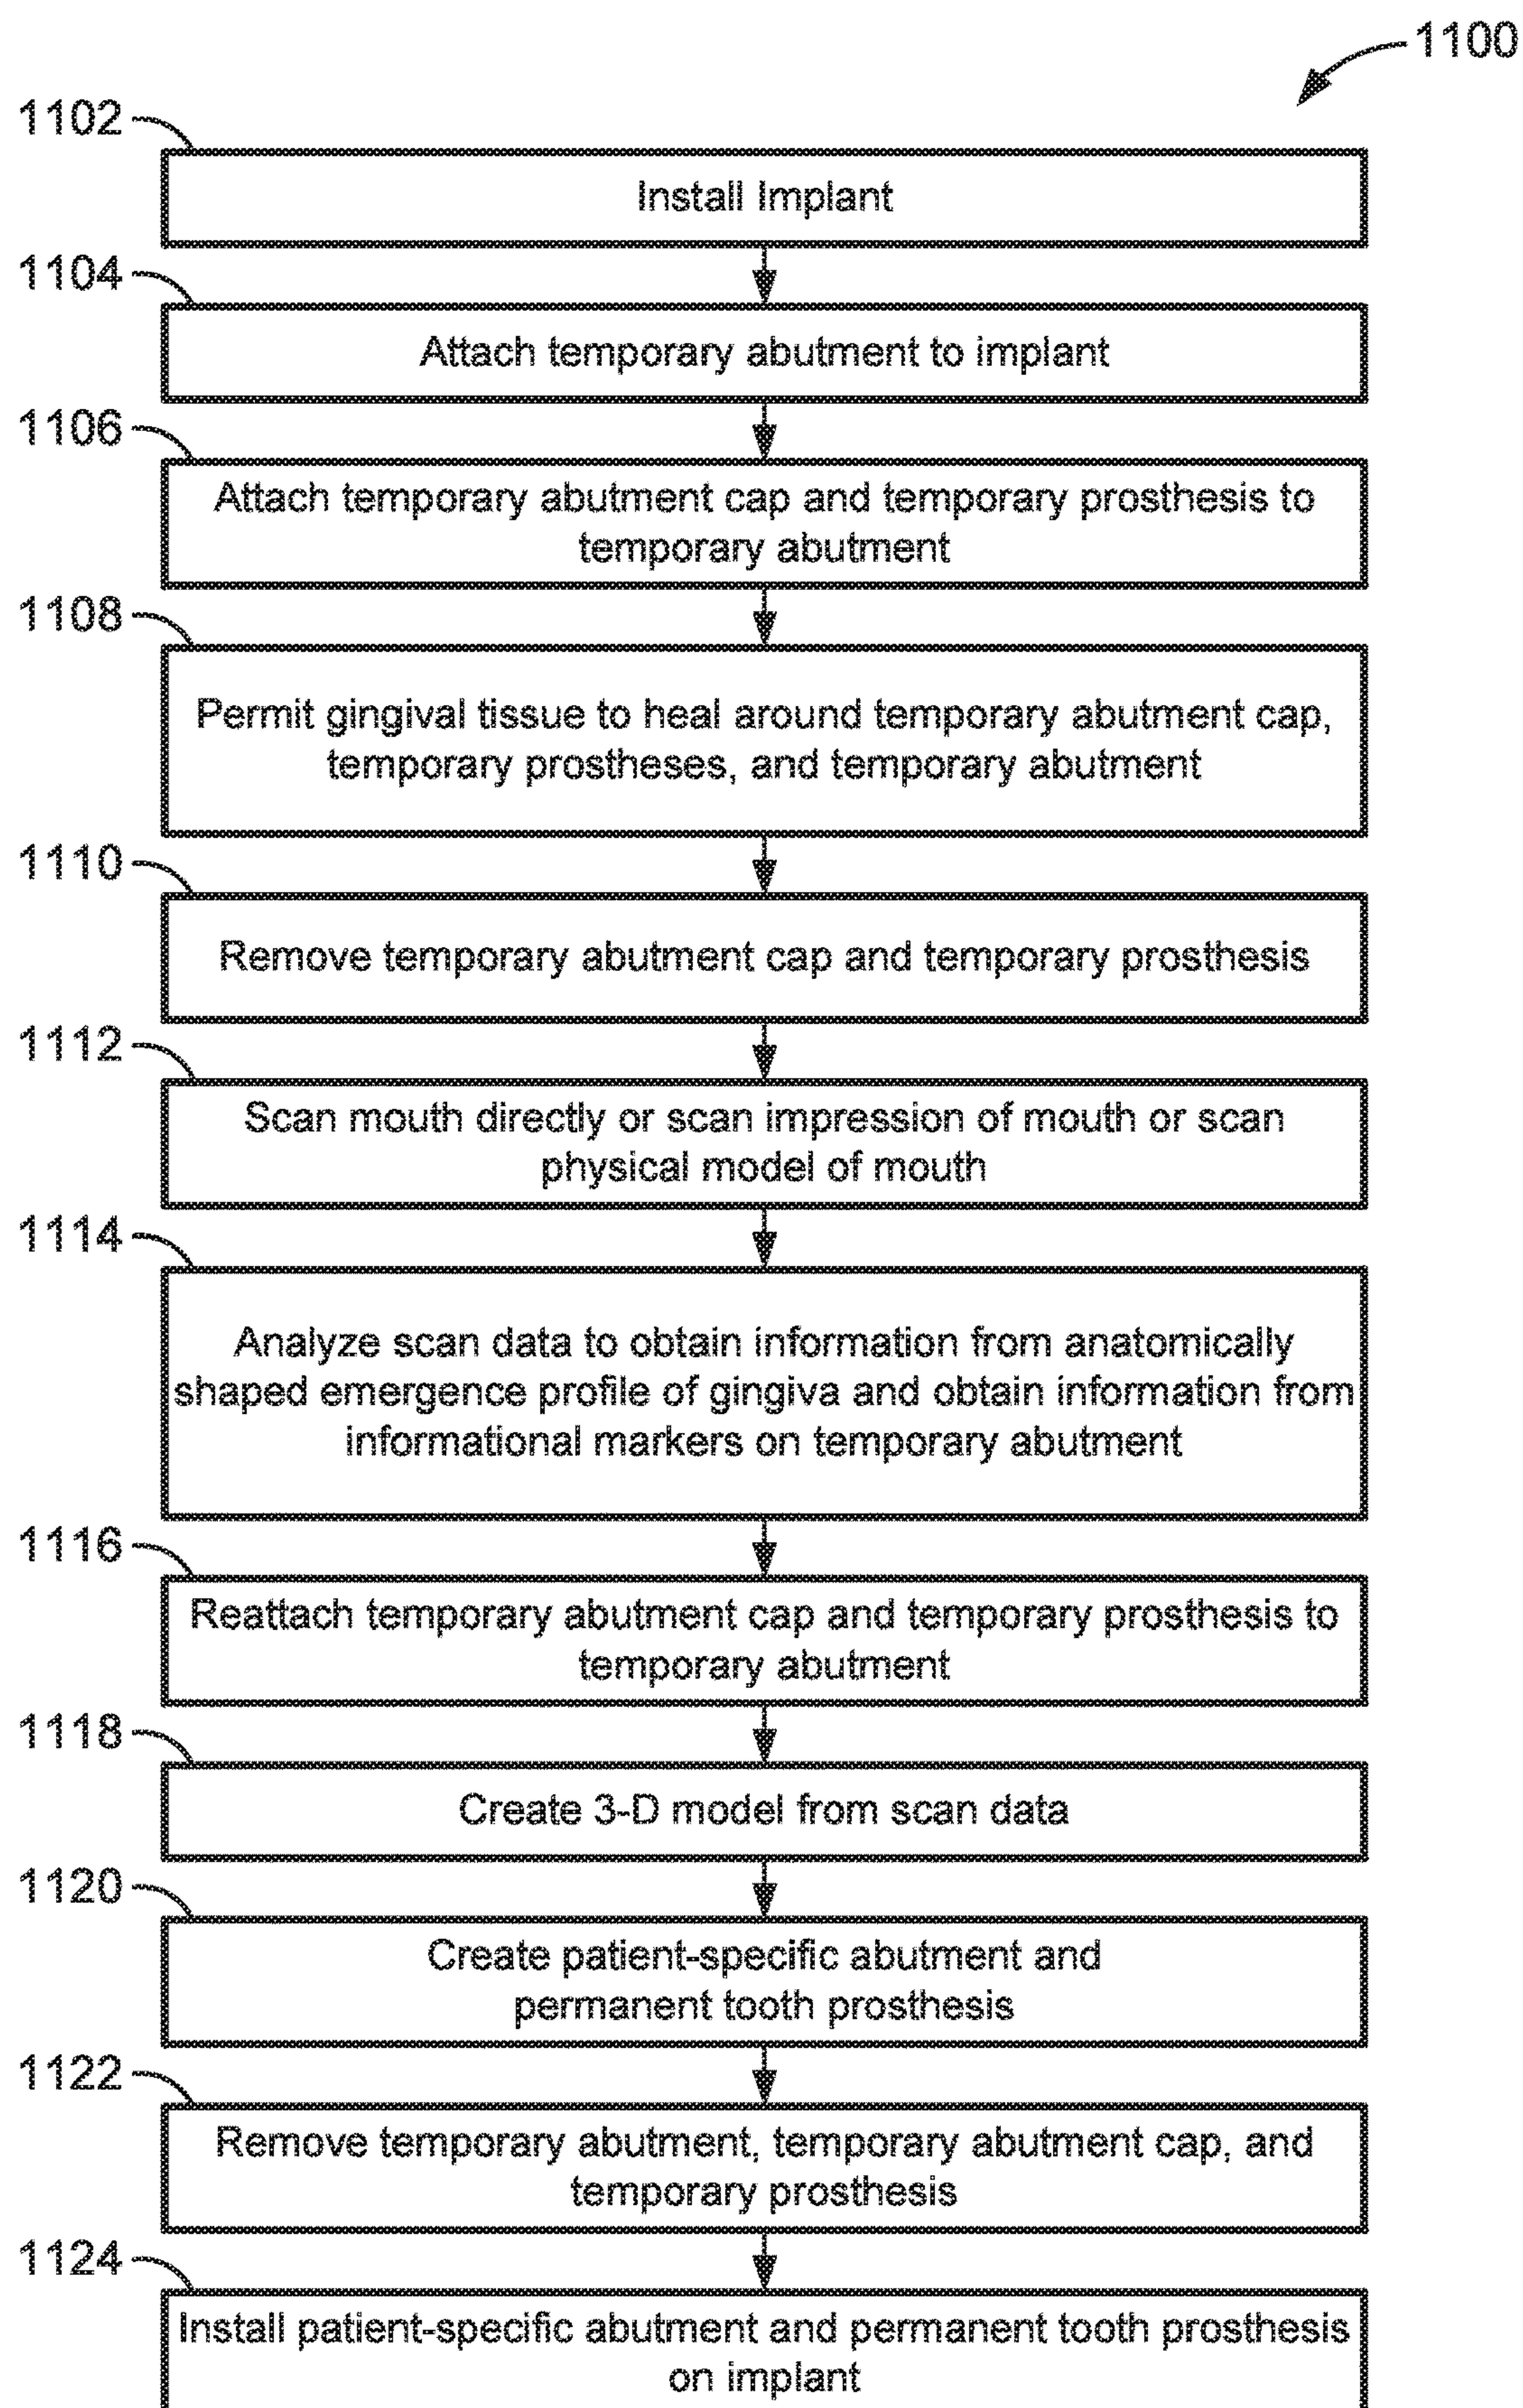 1100
1102
Install Implant
1104
Attach temporary abutment to implant
1106
Attach temporary abutment cap and temporary prosthesis to
temporary abutment
1108
Permit gingival tissue to heal around temporary abutment cap,
temporary prostheses, and temporary abutment
1110
Remove temporary abutment cap and temporary prosthesis
1112
Scan mouth directly or scan impression of mouth or scan
physical model of mouth
1114
Analyze scan data to obtain information from anatomically
shaped emergence profile of gingiva and obtain information from
informational markers on temporary abutment
1116
Reattach temporary abutment cap and temporary prosthesis to
temporary abutment
1118
Create 3-D model from scan data
1120
Create patient-specific abutment and
permanent tooth prosthesis
1122
Remove temporary abutment, temporary abutment cap, and
temporary prosthesis
1124
Install patient-specific abutment and permanent tooth prosthesis
on implant